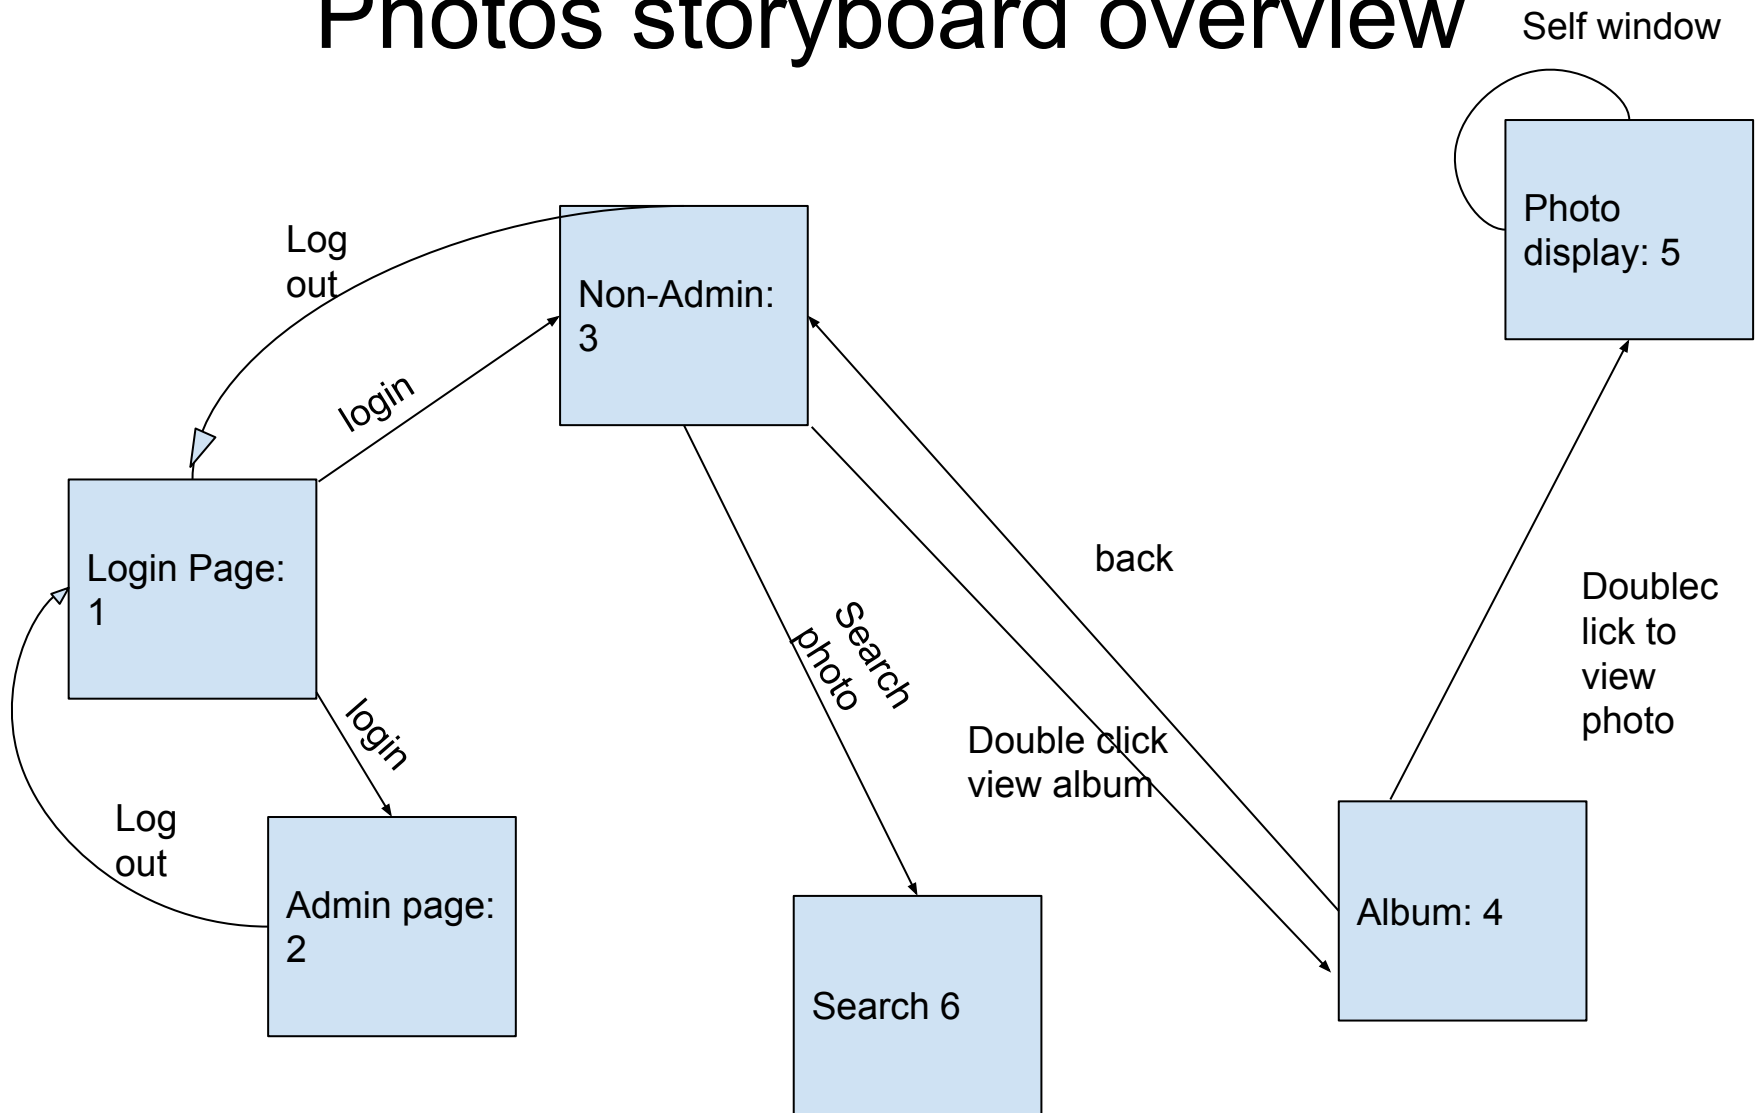 Photos storyboard overview
Self window
Photo
display: 5
Log
out
Non-Admin:
3
login
Login Page:
1
back
Search
photo
Doublec
lick to
view
photo
login
Double click
view album
Log
out
Admin page:
2
Album: 4
Search 6